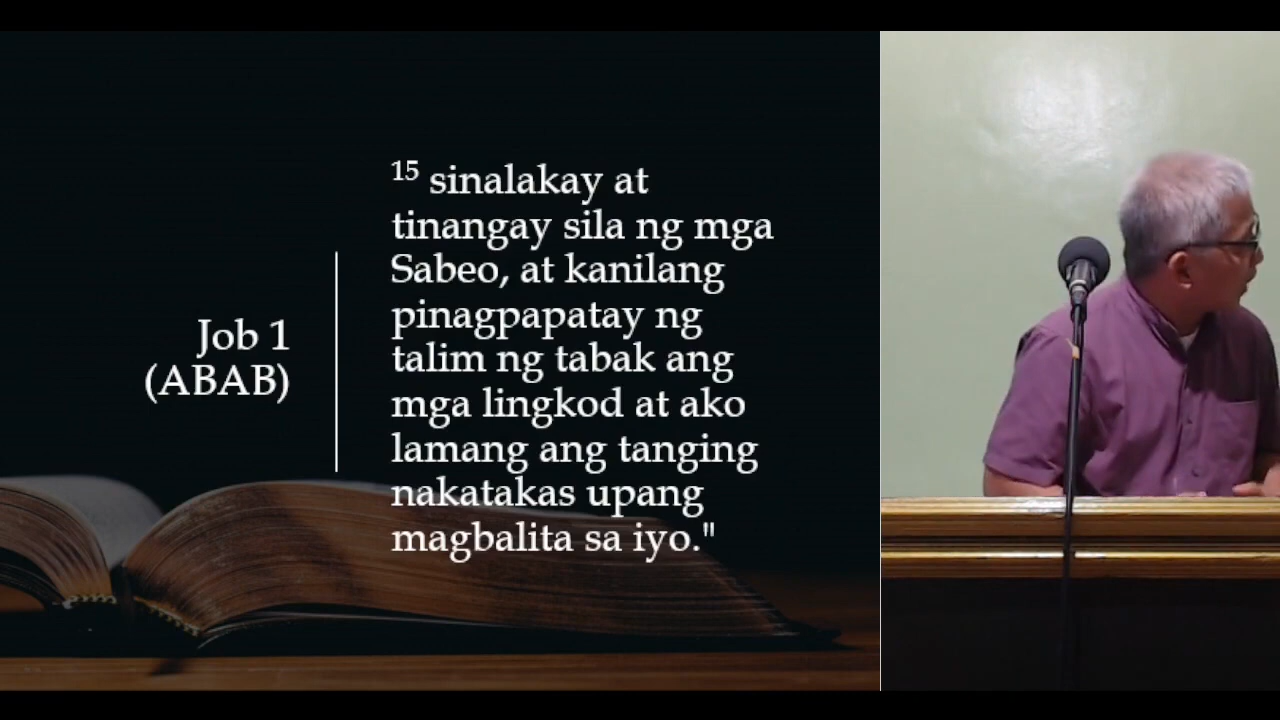 Job 1
(ABAB)
15 sinalakay at
tinangay sila ng mga
Sabeo, at kanilang
pinagpapatay ng
talim ng tabak ang
mga lingkod at ako
lamang ang tanging
nakatakas upang
magbalita sa iyo."